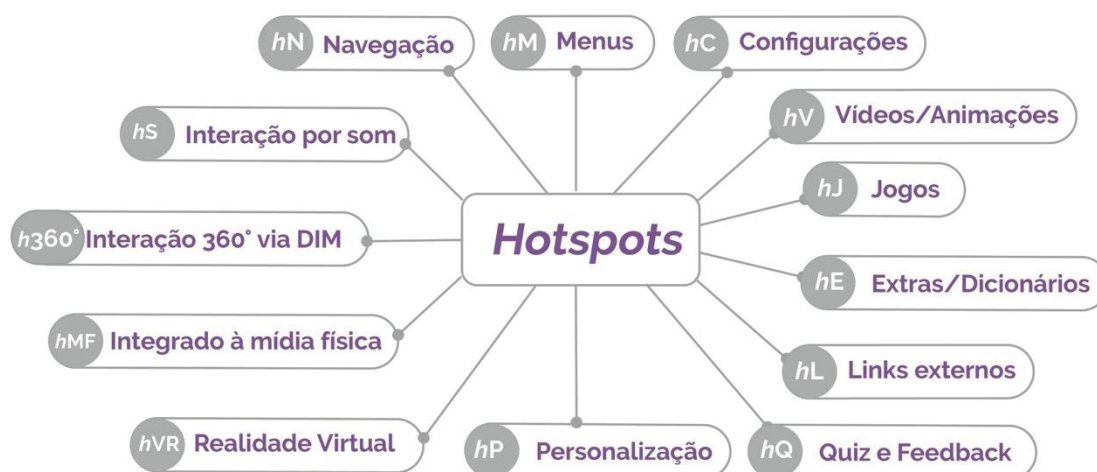 hN Navegação
hM Menus
hC Configurações
hS Interação por som
hV Vídeos/Animações
hJ Jogos
Hotspots
h360° Interação 360° via DIM
hE Extras/Dicionários
hMF Integrado à mídia física
hL Links externos
hVR Realidade Virtual
hP Personalização
hQ Quiz e Feedback